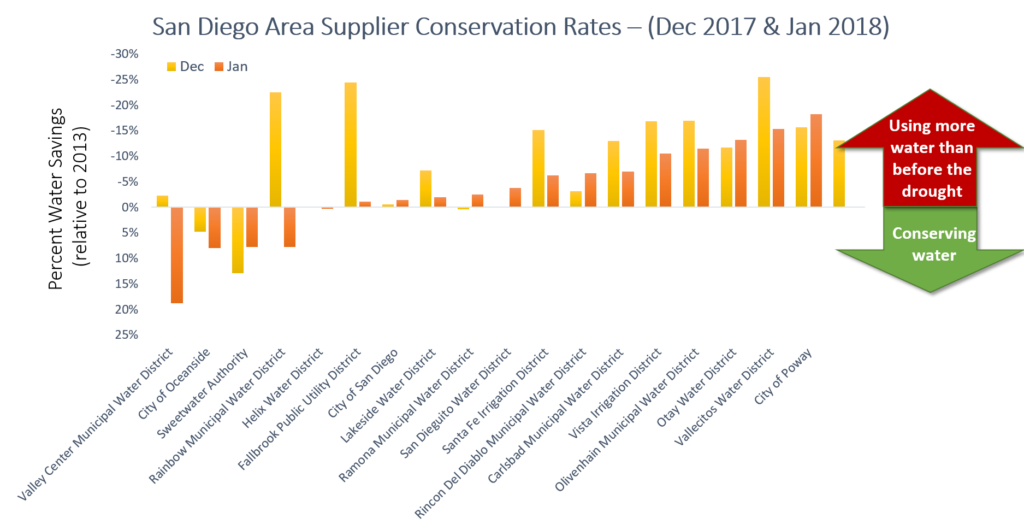 San Diego Area Supplier Conservation Rates – (Dec 2017 & Jan 2018)
Dec Jan
Percent Water Savings
(relative to 2013)
-30%
-25%
-20%
-15%
-10%
-5%
0%
5%
10%
15%
20%
25%
Using more
water than
before the
drought
Conserving
water
Valley Center Municipal Water District
City of Oceanside
Sweetwater Authority
Rainbow Municipal Water District
Helix Water District
Fallbrook Public Utility District
City of San Diego
Lakeside Water District
Ramona Municipal Water District
San Dieguito Water District
Santa Fe Irrigation District
Rincon Del Diablo Municipal Water District
Carlsbad Municipal Water District
Vista Irrigation District
Olivenhain Municipal Water District
Otay Water District
Vallecitos Water District
City of Poway